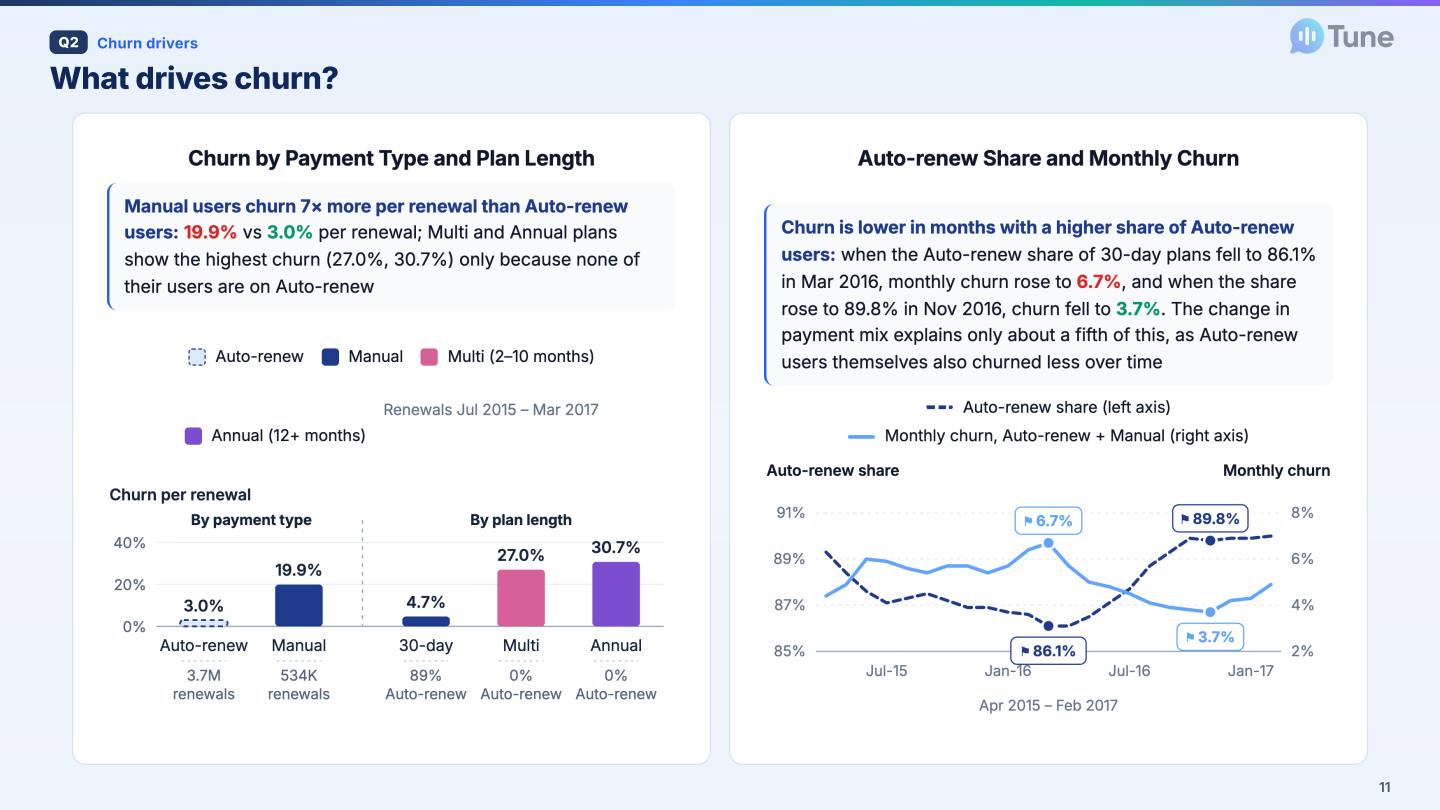 Q2 Churn drivers
Tune
What drives churn?
Churn by Payment Type and Plan Length
Manual users churn 7× more per renewal than Auto-renew
users: 19.9% vs 3.0% per renewal; Multi and Annual plans
show the highest churn (27.0%, 30.7%) only because none of
their users are on Auto-renew
Auto-renew Manual Multi (2–10 months)
Renewals Jul 2015 – Mar 2017
Annual (12+ months)
Churn per renewal
By payment type By plan length
40%
20%
0%
3.0%
19.9%
4.7%
27.0%
30.7%
Auto-renew Manual 30-day Multi Annual
3.7M 534K 89% 0% 0%
renewals renewals Auto-renew Auto-renew Auto-renew
Auto-renew Share and Monthly Churn
Churn is lower in months with a higher share of Auto-renew
users: when the Auto-renew share of 30-day plans fell to 86.1%
in Mar 2016, monthly churn rose to 6.7%, and when the share
rose to 89.8% in Nov 2016, churn fell to 3.7%. The change in
payment mix explains only about a fifth of this, as Auto-renew
users themselves also churned less over time
Auto-renew share (left axis)
Monthly churn, Auto-renew + Manual (right axis)
Auto-renew share Monthly churn
91% 8%
89% 6%
87% 4%
85% 2%
6.7%
89.8%
86.1%
3.7%
Jul-15 Jan-16 Jul-16 Jan-17
Apr 2015 – Feb 2017
11